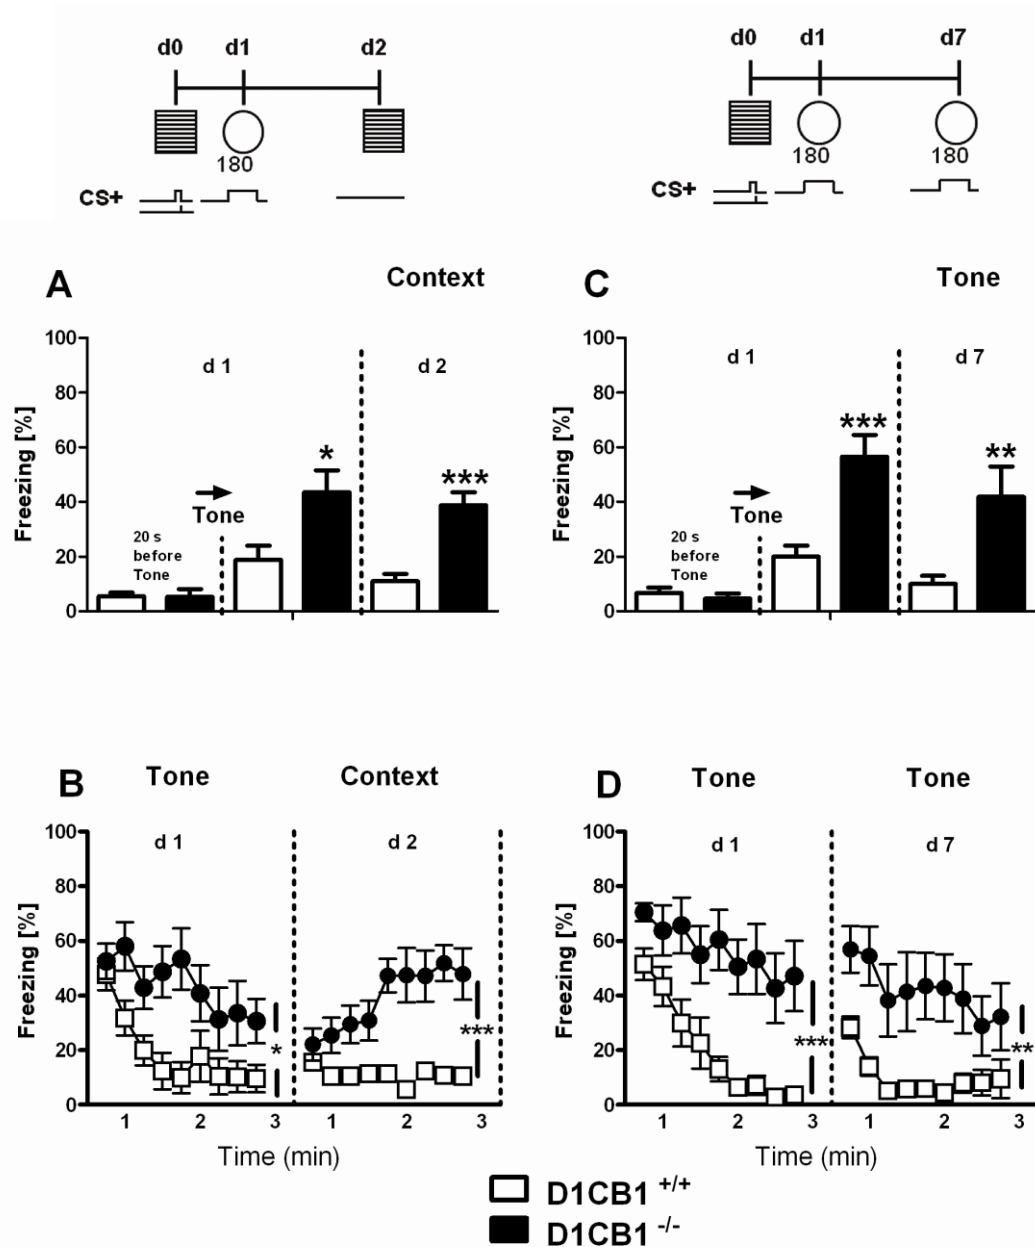 d0 d1 d2
180
CS+
d0 d1 d7
180 180
CS+
A
Context
Freezing [%]
100
80
60
40
20
0
d 1
d 2
20 s
before
Tone
Tone
*
***
C
Tone
Freezing [%]
100
80
60
40
20
0
d 1
d 7
20 s
before
Tone
Tone
***
**
B
Tone
Context
Freezing [%]
100
80
60
40
20
0
d 1
d 2
*
***
1 2 3 1 2 3
Time (min)
D
Tone
Tone
Freezing [%]
100
80
60
40
20
0
d 1
d 7
***
**
1 2 3 1 2 3
Time (min)
D1CB1 +/+
D1CB1 -/-